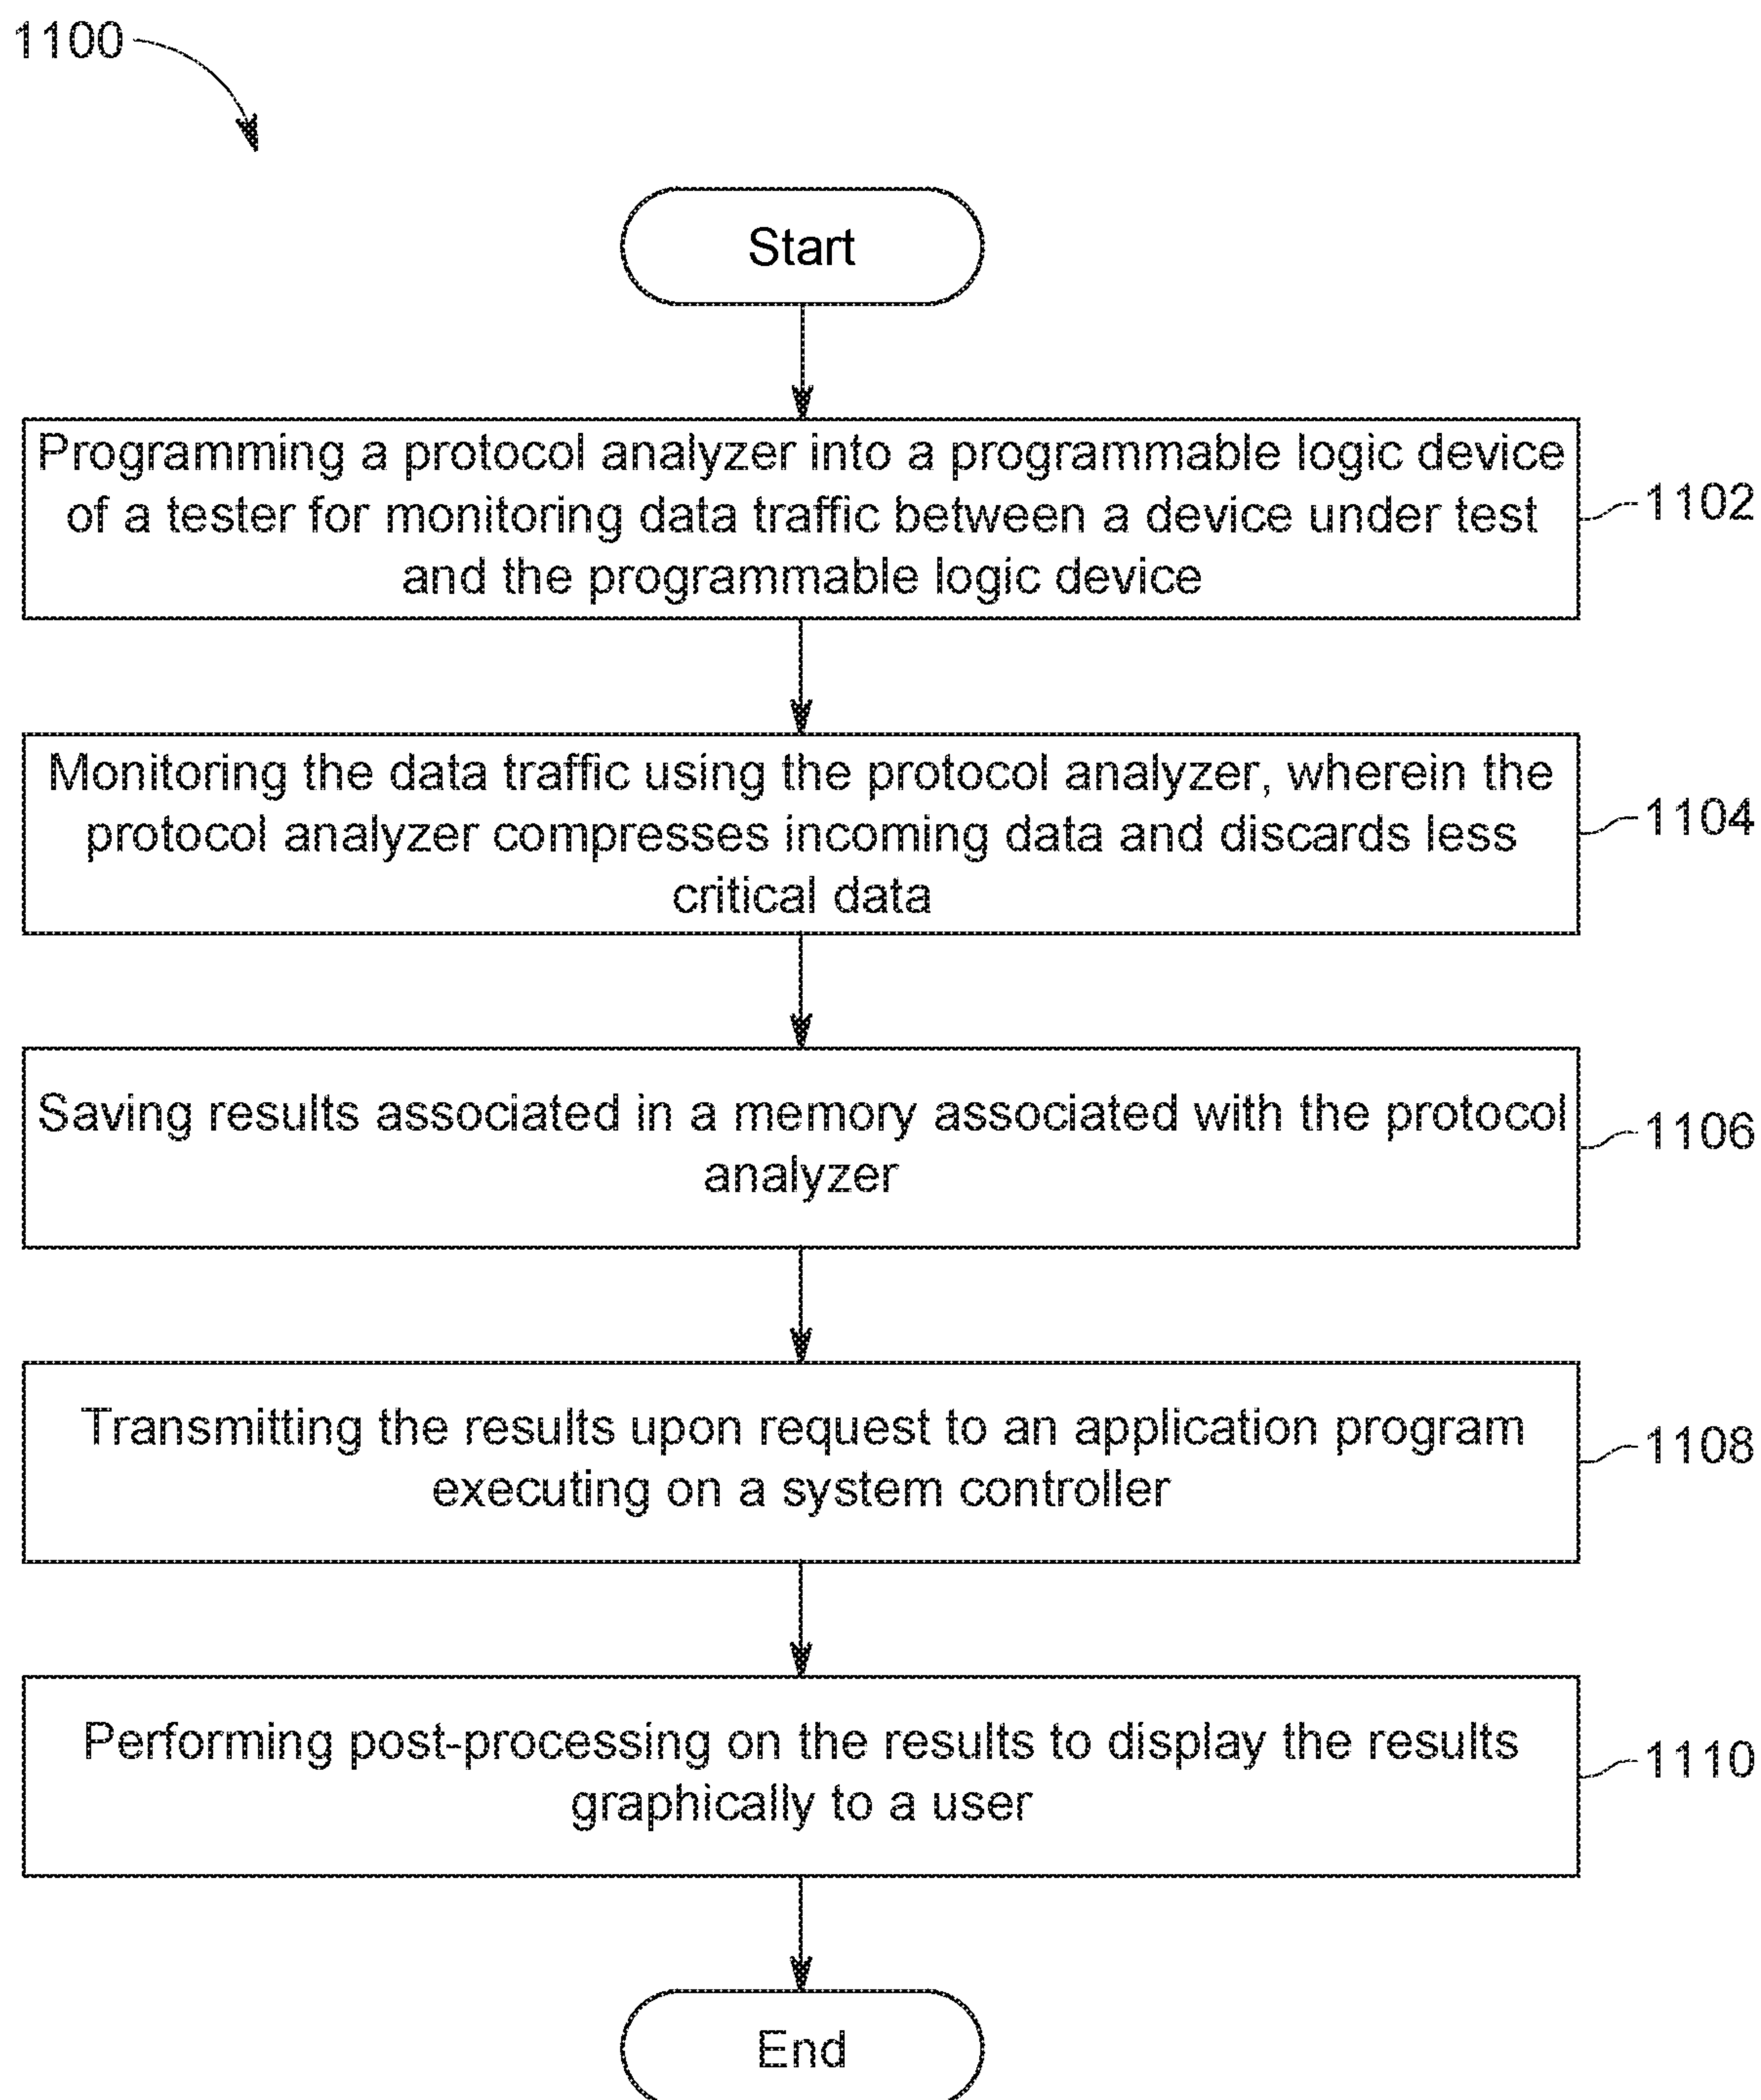 1100
Start
Programming a protocol analyzer into a programmable logic device
of a tester for monitoring data traffic between a device under test
and the programmable logic device
1102
Monitoring the data traffic using the protocol analyzer, wherein the
protocol analyzer compresses incoming data and discards less
critical data
1104
Saving results associated in a memory associated with the protocol
analyzer
1106
Transmitting the results upon request to an application program
executing on a system controller
1108
Performing post-processing on the results to display the results
graphically to a user
1110
End